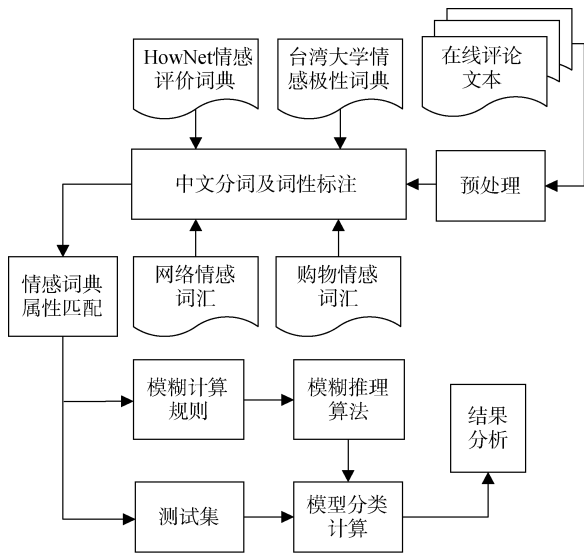 HowNet情感
评价词典
台湾大学情
感极性词典
在线评论
文本
中文分词及词性标注
预处理
情感词典
属性匹配
网络情感
词汇
购物情感
词汇
模糊计算
规则
模糊推理
算法
结果
分析
测试集
模型分类
计算